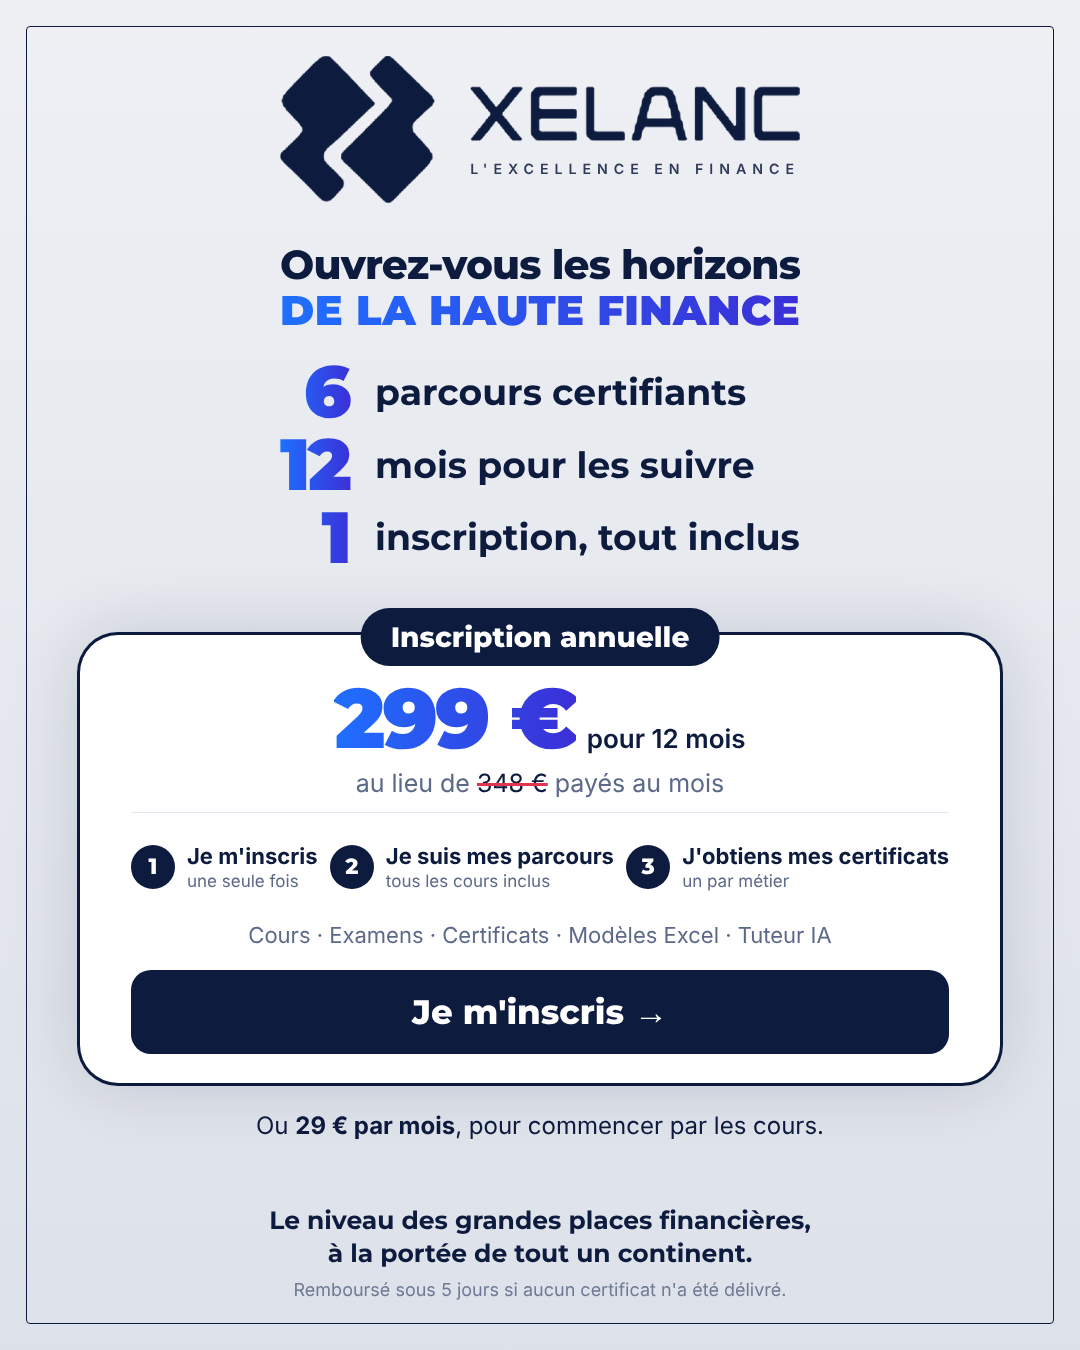 XELANC
L'EXCELLENCE EN FINANCE
Ouvrez-vous les horizons
DE LA HAUTE FINANCE
6 parcours certifiants
12 mois pour les suivre
1 inscription, tout inclus
Inscription annuelle
299 € pour 12 mois
au lieu de 348 € payés au mois
1 Je m'inscris
une seule fois
2 Je suis mes parcours
tous les cours inclus
3 J'obtiens mes certificats
un par métier
Cours · Examens · Certificats · Modèles Excel · Tuteur IA
Je m'inscris →
Ou 29 € par mois, pour commencer par les cours.
Le niveau des grandes places financières,
à la portée de tout un continent.
Remboursé sous 5 jours si aucun certificat n'a été délivré.